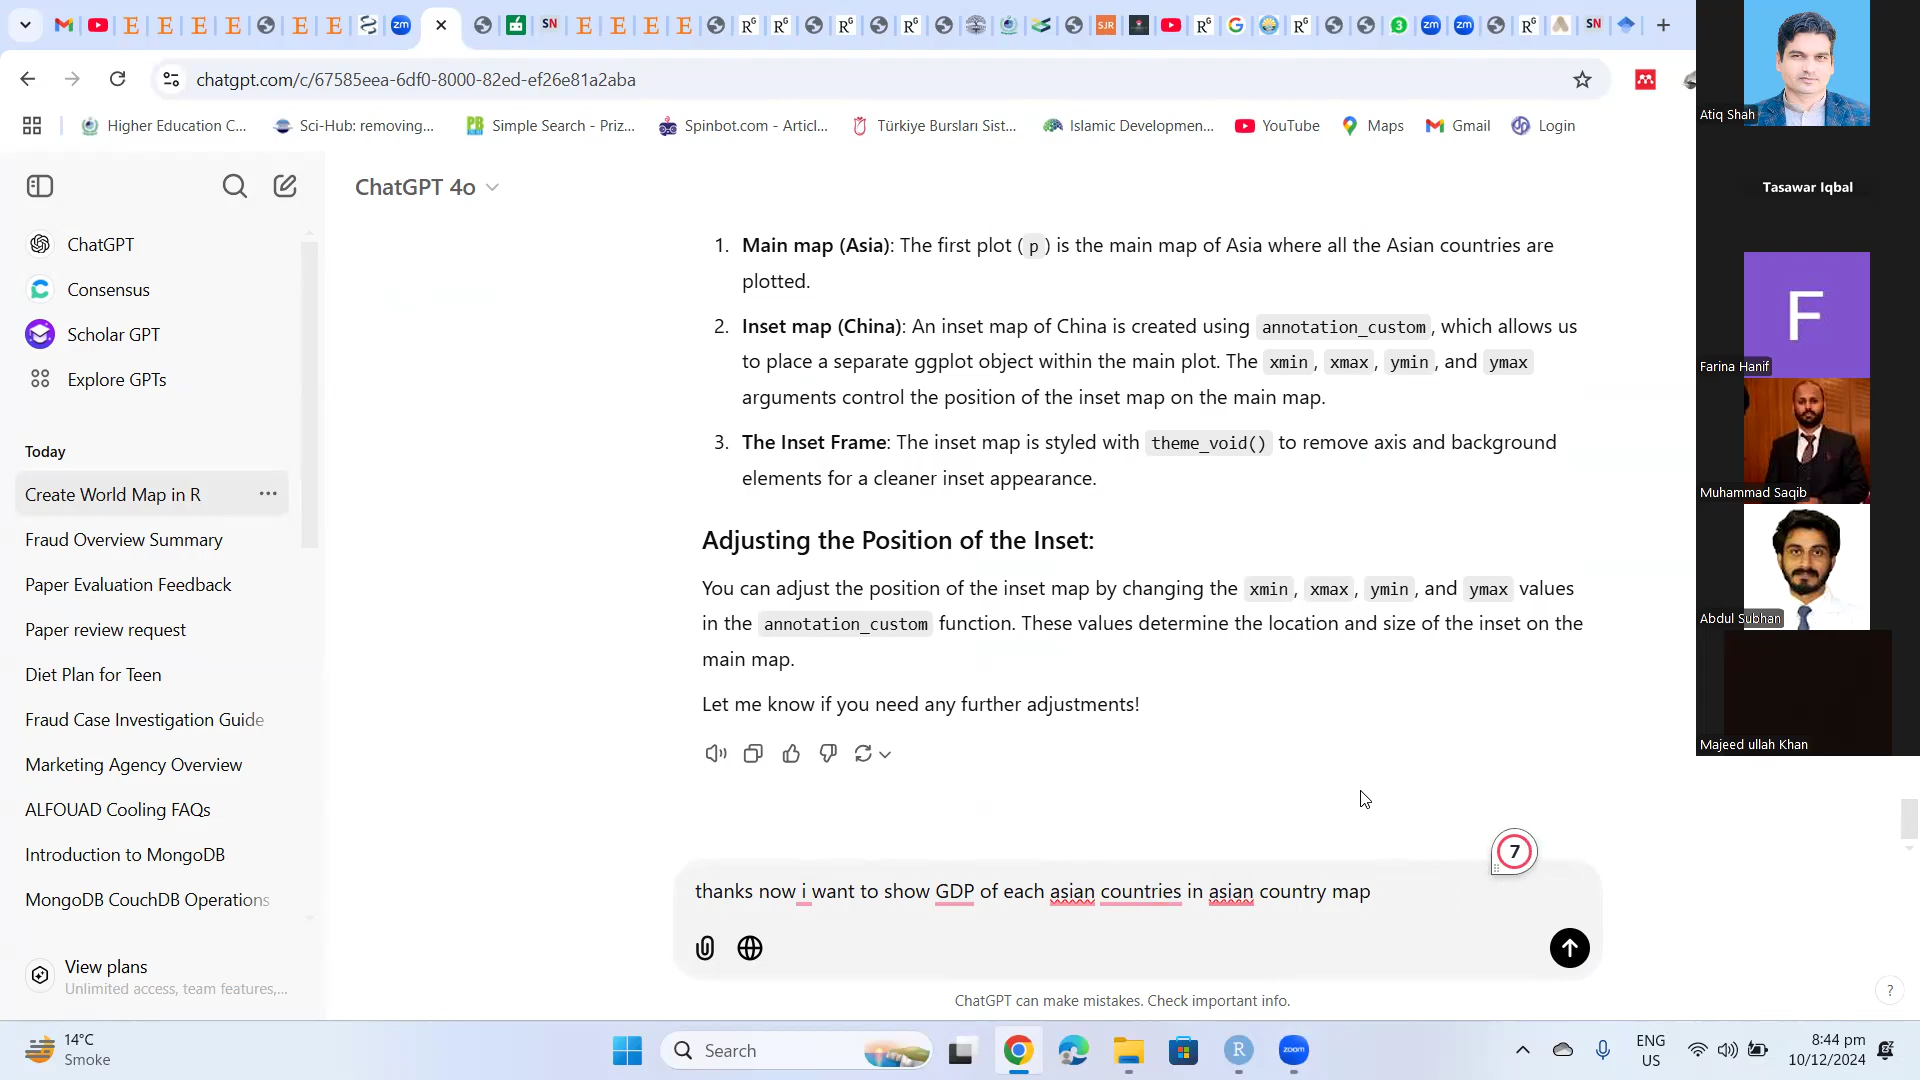 chatgpt.com/c/67585eea-6df0-8000-82ed-ef26e81a2aba
Higher Education C...
Sci-Hub: removing...
Simple Search - Priz...
Spinbot.com - Articl...
Türkiye Bursları Sist...
Islamic Developmen...
YouTube
Maps
Gmail
Login
ChatGPT 4o
ChatGPT
Consensus
Scholar GPT
Explore GPTs
Today
Create World Map in R
Fraud Overview Summary
Paper Evaluation Feedback
Paper review request
Diet Plan for Teen
Fraud Case Investigation Guide
Marketing Agency Overview
ALFOUAD Cooling FAQs
Introduction to MongoDB
MongoDB CouchDB Operations
View plans
Unlimited access, team features,...
1. Main map (Asia): The first plot ( p ) is the main map of Asia where all the Asian countries are
plotted.
2. Inset map (China): An inset map of China is created using annotation_custom , which allows us
to place a separate ggplot object within the main plot. The xmin , xmax , ymin , and ymax
arguments control the position of the inset map on the main map.
3. The Inset Frame: The inset map is styled with theme_void() to remove axis and background
elements for a cleaner inset appearance.
Adjusting the Position of the Inset:
You can adjust the position of the inset map by changing the xmin , xmax , ymin , and ymax values
in the annotation_custom function. These values determine the location and size of the inset on the
main map.
Let me know if you need any further adjustments!
7
thanks now i want to show GDP of each asian countries in asian country map
ChatGPT can make mistakes. Check important info.
?
Atiq Shah
Tasawar Iqbal
F
Farina Hanif
Muhammad Saqib
Abdul Subhan
Majeed ullah Khan
14°C
Smoke
Search
R
zoom
ENG
US
8:44 pm
10/12/2024